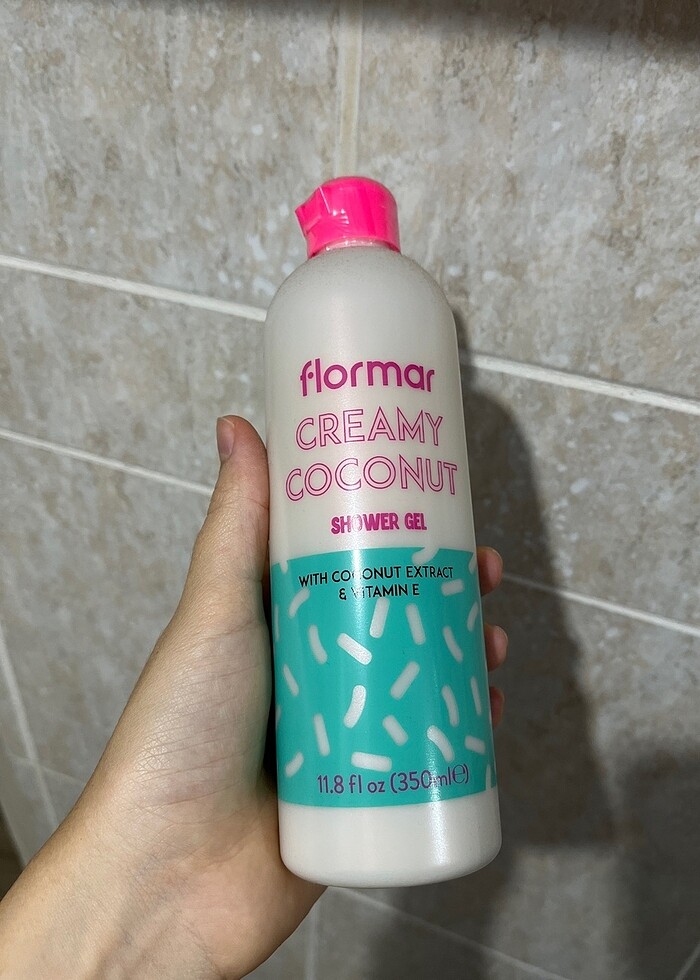 flormar
CREAMY
COCONUT
SHOWER GEL
WITH COCONUT EXTRACT
& VITAMIN E
11.8 fl oz (350ml℮)